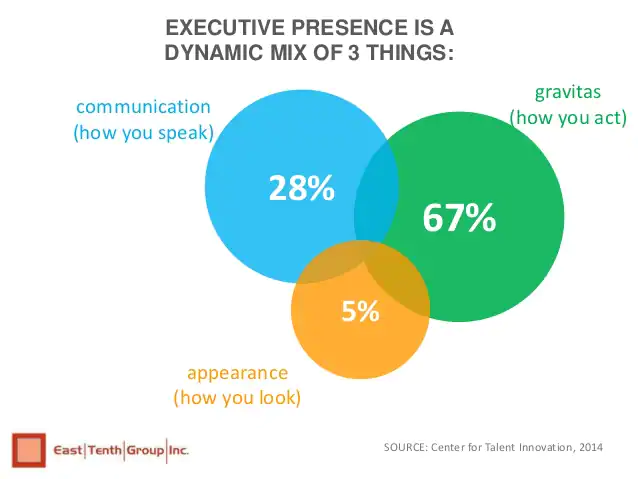 EXECUTIVE PRESENCE IS A
DYNAMIC MIX OF 3 THINGS:
communication
(how you speak)
gravitas
(how you act)
28%
67%
5%
appearance
(how you look)
East|Tenth|Group|Inc.
SOURCE: Center for Talent Innovation, 2014